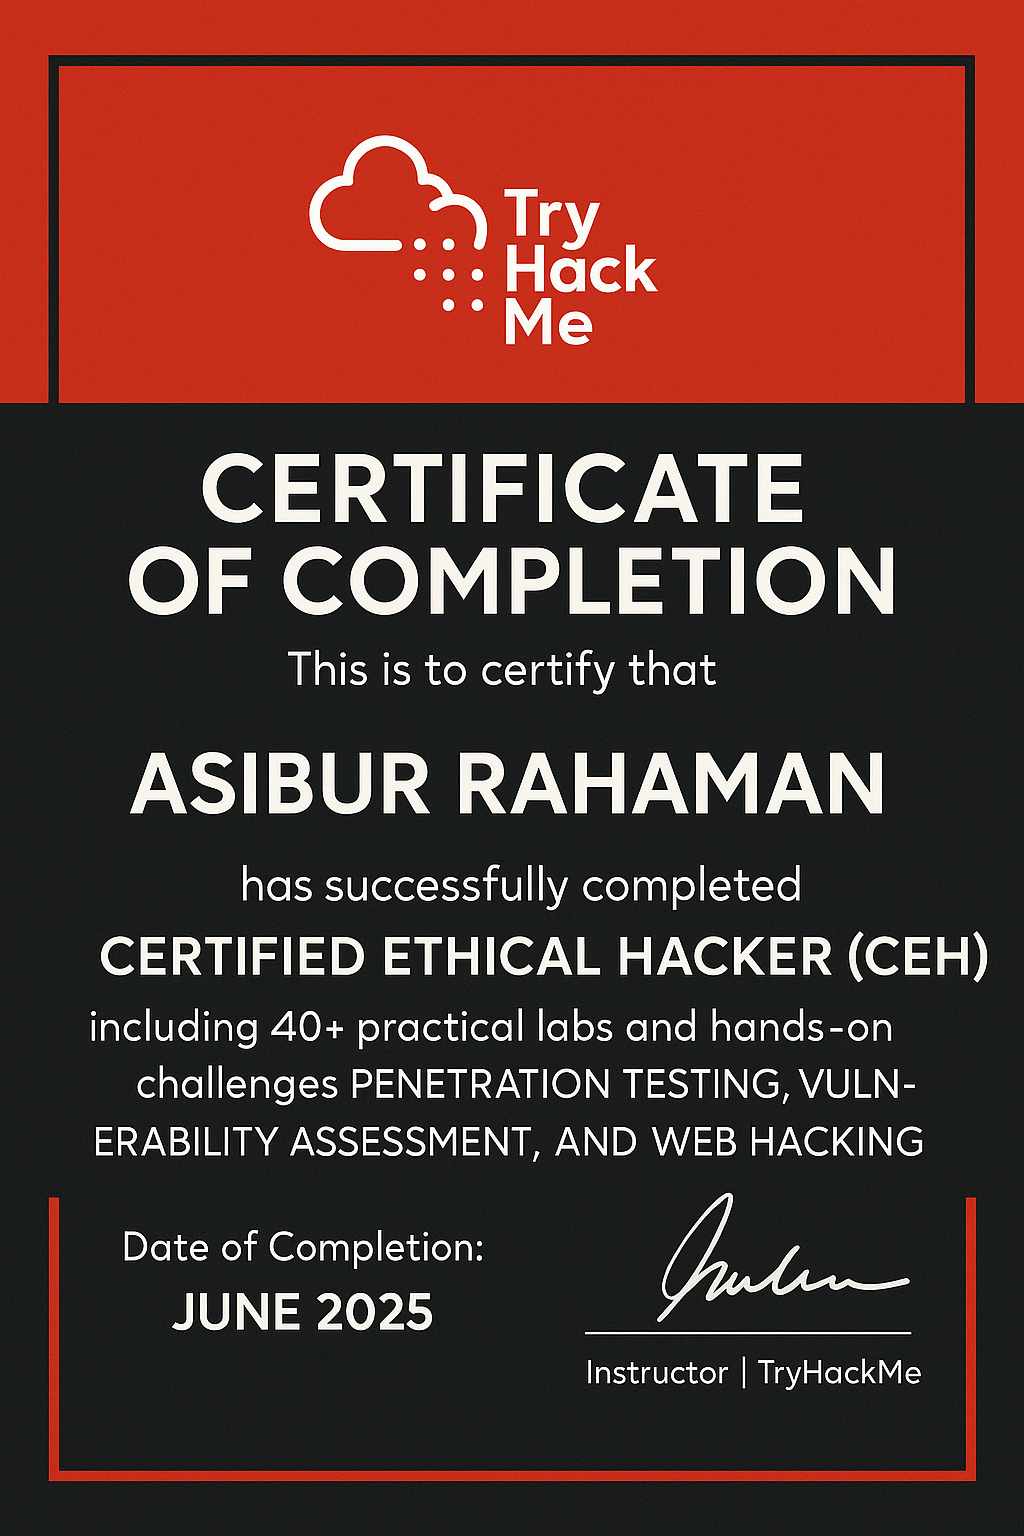 Try
Hack
Me
CERTIFICATE
OF COMPLETION
This is to certify that
ASIBUR RAHAMAN
has successfully completed
CERTIFIED ETHICAL HACKER (CEH)
including 40+ practical labs and hands-on
challenges PENETRATION TESTING, VULN-
ERABILITY ASSESSMENT, AND WEB HACKING
Date of Completion:
JUNE 2025
Instructor | TryHackMe